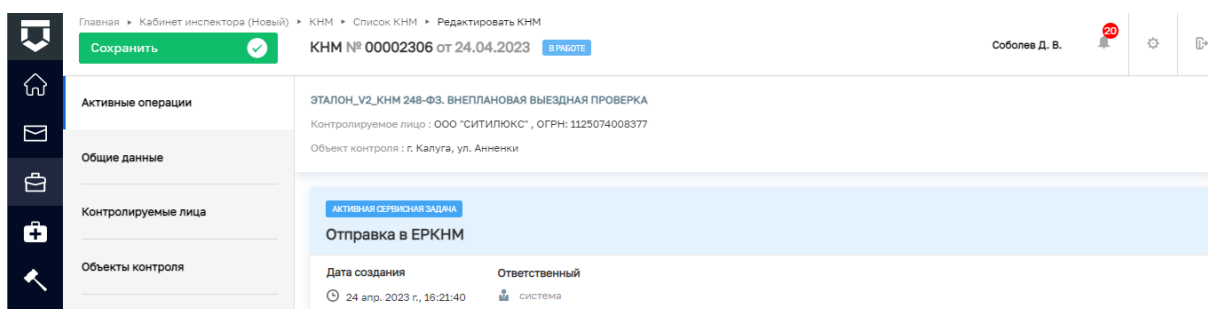 Главная ▸ Кабинет инспектора (Новый) ▸ КНМ ▸ Список КНМ ▸ Редактировать КНМ
Сохранить
КНМ № 00002306 от 24.04.2023 В РАБОТЕ
Соболев Д. В.
20
Активные операции
Общие данные
Контролируемые лица
Объекты контроля
ЭТАЛОН_V2_КНМ 248-ФЗ. ВНЕПЛАНОВАЯ ВЫЕЗДНАЯ ПРОВЕРКА
Контролируемое лицо : ООО "СИТИЛЮКС" , ОГРН: 1125074008377
Объект контроля : г. Калуга, ул. Анненки
АКТИВНАЯ СЕРВИСНАЯ ЗАДАЧА
Отправка в ЕРКНМ
Дата создания
24 апр. 2023 г., 16:21:40
Ответственный
система